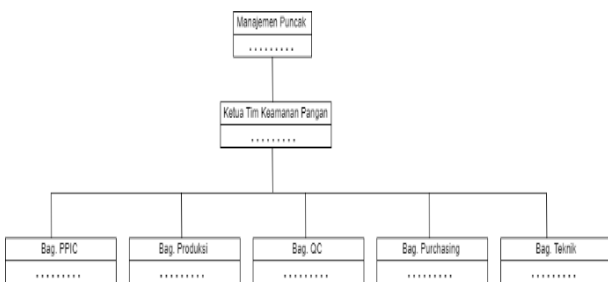 Manajemen Puncak
.........
Ketua Tim Keamanan Pangan
.........
Bag. PPIC
.........
Bag. Produksi
.........
Bag. QC
.........
Bag. Purchasing
.........
Bag. Teknik
.........